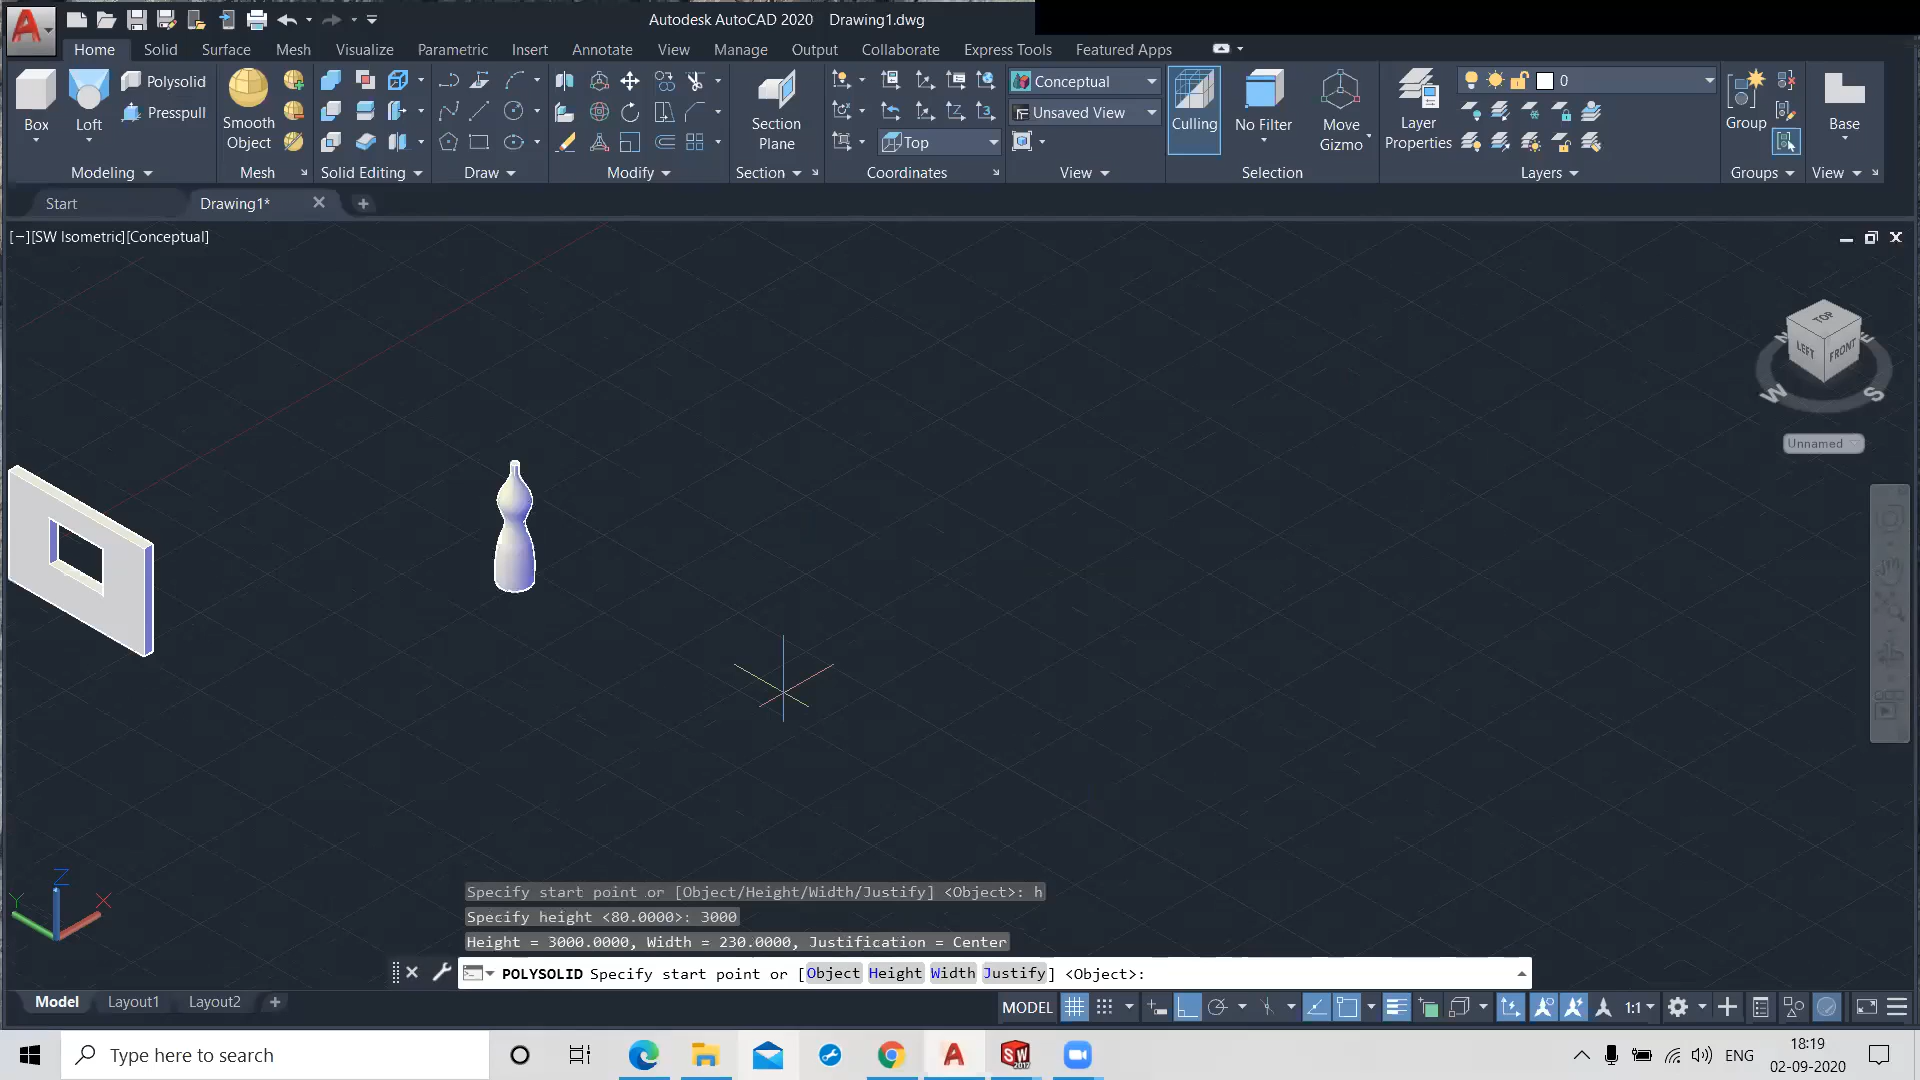 Autodesk AutoCAD 2020 Drawing1.dwg
Home Solid Surface Mesh Visualize Parametric Insert Annotate View Manage Output Collaborate Express Tools Featured Apps
Box
Loft
Polysolid
Presspull
Smooth
Object
Section
Plane
Top
Conceptual
Unsaved View
Culling
No Filter
Move
Gizmo
Layer
Properties
0
Group
Base
Modeling Mesh Solid Editing Draw Modify Section Coordinates View Selection Layers Groups View
Start
Drawing1*
[−][SW Isometric][Conceptual]
TOP
LEFT
FRONT
W
S
Unnamed
Z
Y
X
Specify start point or [Object/Height/Width/Justify] <Object>: h
Specify height <80.0000>: 3000
Height = 3000.0000, Width = 230.0000, Justification = Center
POLYSOLID Specify start point or [Object Height Width Justify] <Object>:
Model Layout1 Layout2
MODEL
1:1
Type here to search
SW
2017
ENG
18:19
02-09-2020